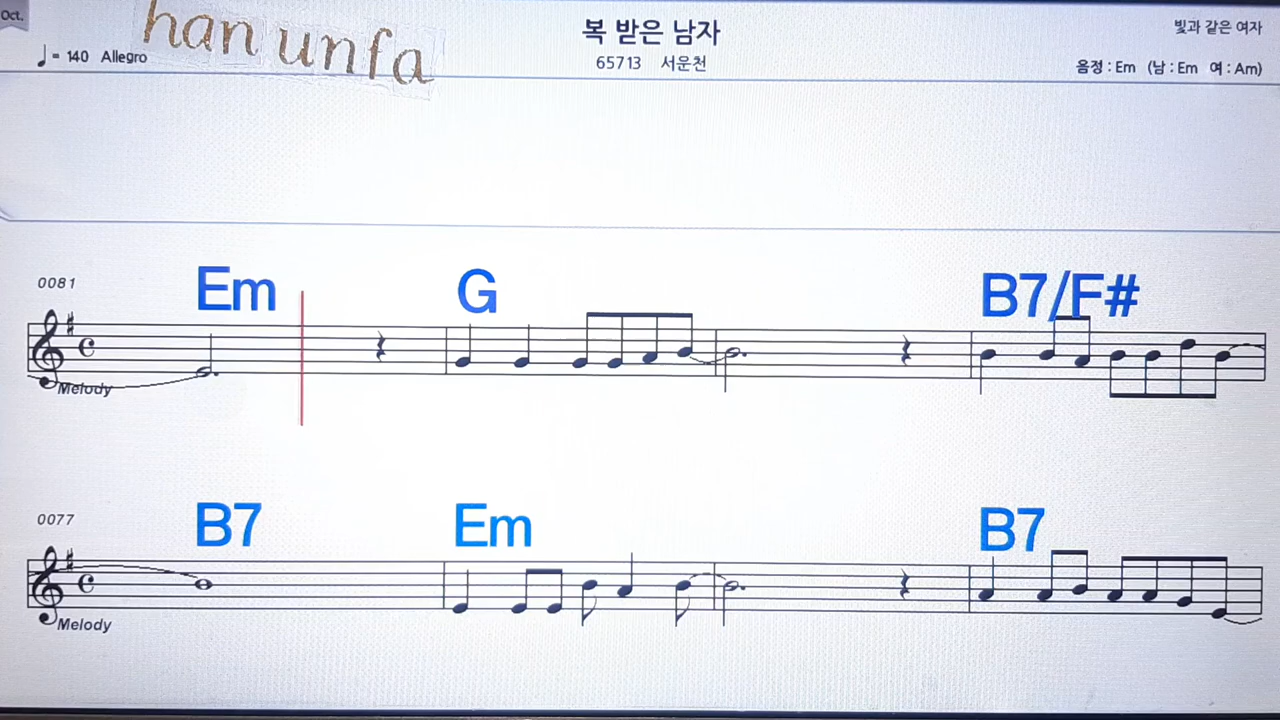 Oct.
han unfa
복 받은 남자
빛과 같은 여자
♩= 140 Allegro
65713 서운천
음정 : Em (남 : Em 여 : Am)
0081
Em G B7/F#
Melody
0077
B7 Em B7
Melody